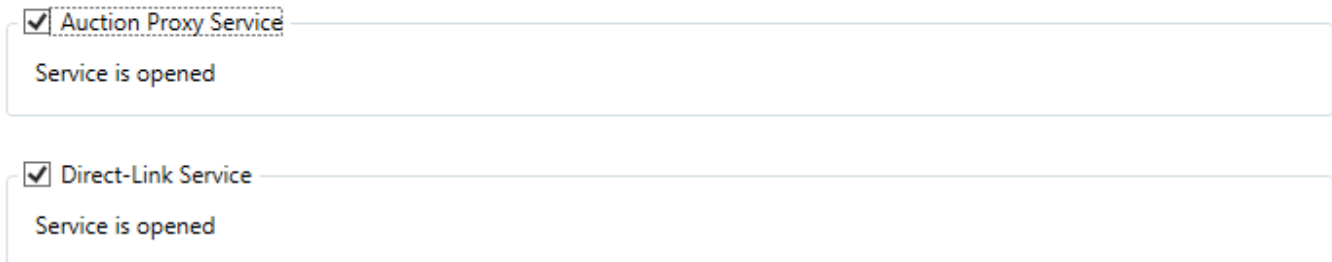 Auction Proxy Service
Service is opened
Direct-Link Service
Service is opened